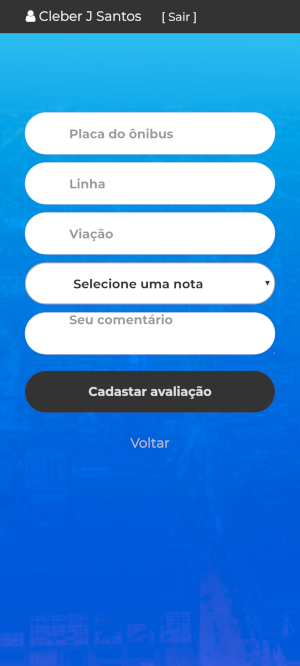 Cleber J Santos [ Sair ]
Placa do ônibus
Linha
Viação
Selecione uma nota
Seu comentário
Cadastar avaliação
Voltar